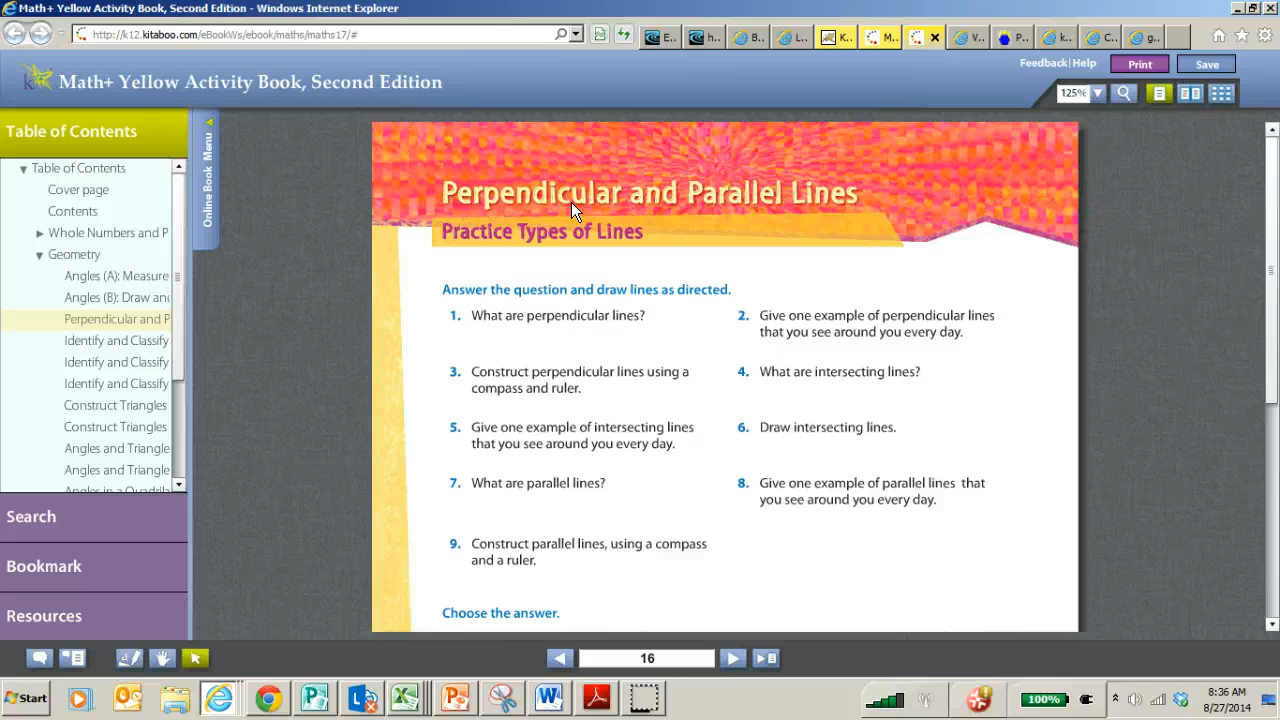 Math+ Yellow Activity Book, Second Edition - Windows Internet Explorer
http://k12.kitaboo.com/eBookWs/ebook/maths/maths17/#
E...
h...
B...
L...
K...
M...
V...
P...
k...
C...
g...
Feedback| Help
Print
Save
Math+ Yellow Activity Book, Second Edition
125%
Table of Contents
Online Book Menu
Table of Contents
Cover page
Contents
Whole Numbers and P
Geometry
Angles (A): Measure
Angles (B): Draw and
Perpendicular and P
Identify and Classify
Identify and Classify
Identify and Classify
Construct Triangles
Construct Triangles
Angles and Triangle
Angles and Triangle
Angles in a Quadrila
Search
Bookmark
Resources
Perpendicular and Parallel Lines
Practice Types of Lines
Answer the question and draw lines as directed.
1. What are perpendicular lines?
2. Give one example of perpendicular lines
that you see around you every day.
3. Construct perpendicular lines using a
compass and ruler.
4. What are intersecting lines?
5. Give one example of intersecting lines
that you see around you every day.
6. Draw intersecting lines.
7. What are parallel lines?
8. Give one example of parallel lines that
you see around you every day.
9. Construct parallel lines, using a compass
and a ruler.
Choose the answer.
16
Start
100%
8:36 AM
8/27/2014